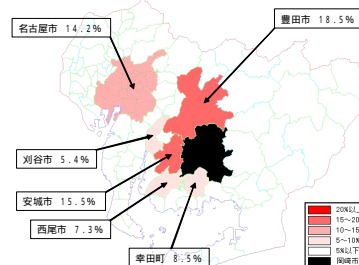 豊田市 18.5%
名古屋市 14.2%
刈谷市 5.4%
安城市 15.5%
西尾市 7.3%
幸田町 8.5%
20%以上
15~20%
10~15%
5~10%
5%以下
岡崎市